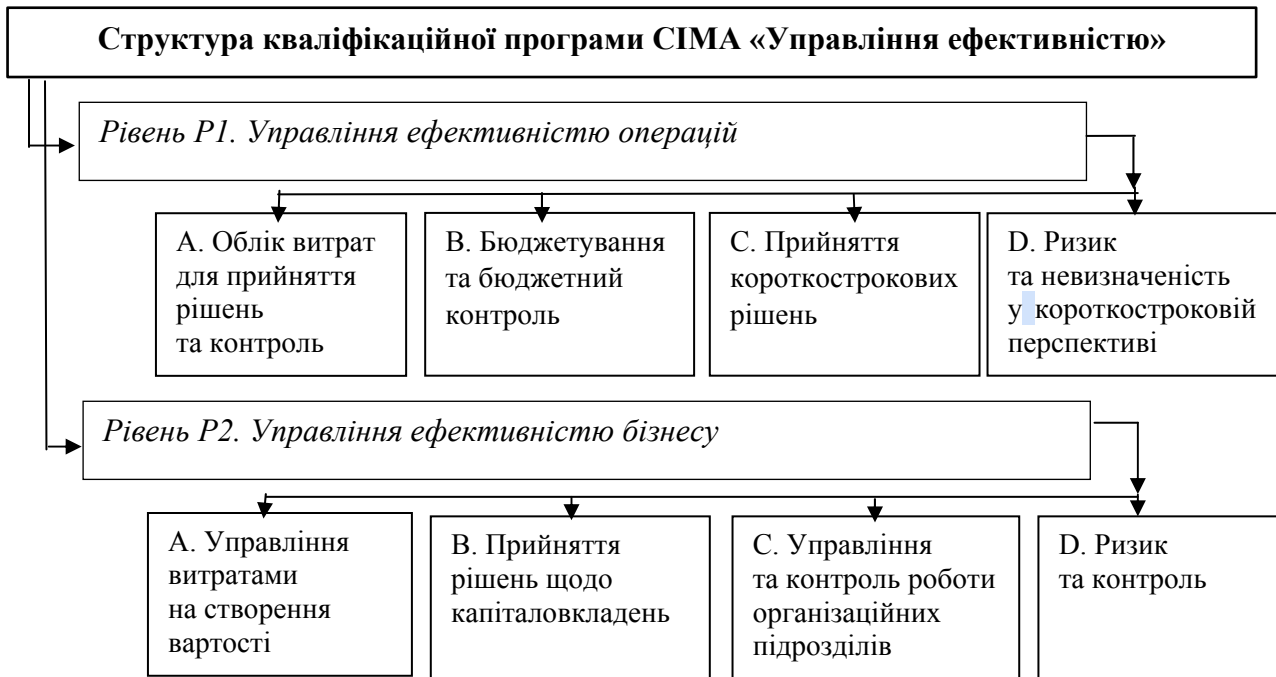 Структура кваліфікаційної програми CIMA «Управління ефективністю»
Рівень P1. Управління ефективністю операцій
A. Облік витрат
для прийняття
рішень
та контроль
B. Бюджетування
та бюджетний
контроль
C. Прийняття
короткострокових
рішень
D. Ризик
та невизначеність
у короткостроковій
перспективі
Рівень P2. Управління ефективністю бізнесу
A. Управління
витратами
на створення
вартості
B. Прийняття
рішень щодо
капіталовкладень
C. Управління
та контроль роботи
організаційних
підрозділів
D. Ризик
та контроль